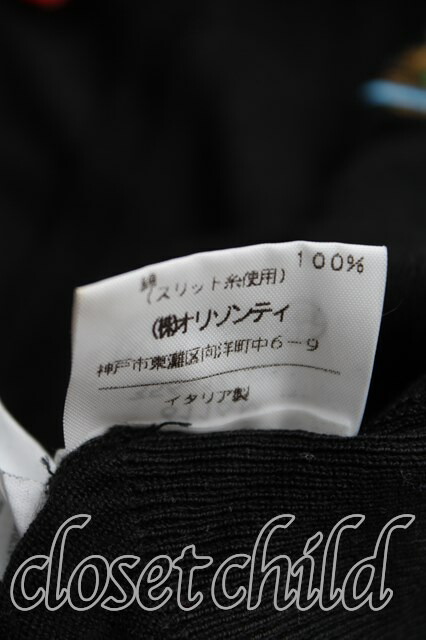 綿 100%
(スリット糸使用)
(株)オリゾンティ
神戸市東灘区向洋町中6-9
イタリア製
closet child